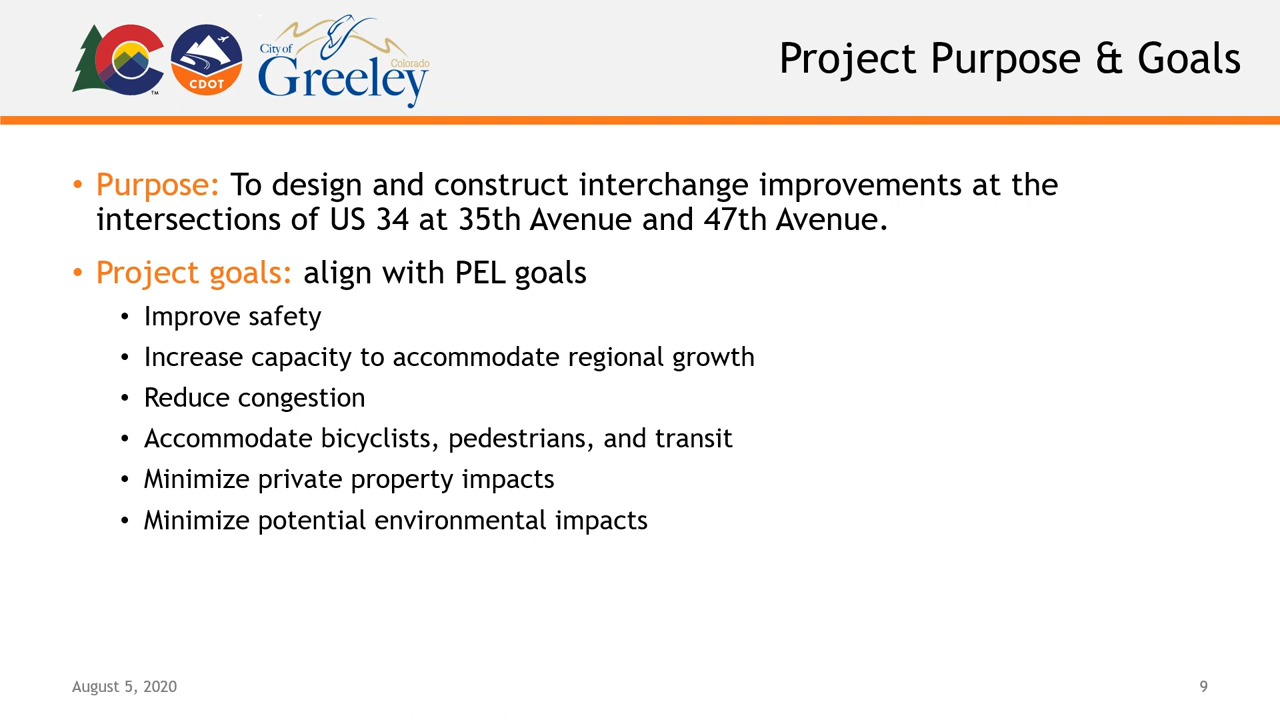 TM
CDOT
City of
Greeley
Colorado
Project Purpose & Goals
• Purpose: To design and construct interchange improvements at the
intersections of US 34 at 35th Avenue and 47th Avenue.
• Project goals: align with PEL goals
• Improve safety
• Increase capacity to accommodate regional growth
• Reduce congestion
• Accommodate bicyclists, pedestrians, and transit
• Minimize private property impacts
• Minimize potential environmental impacts
August 5, 2020
9